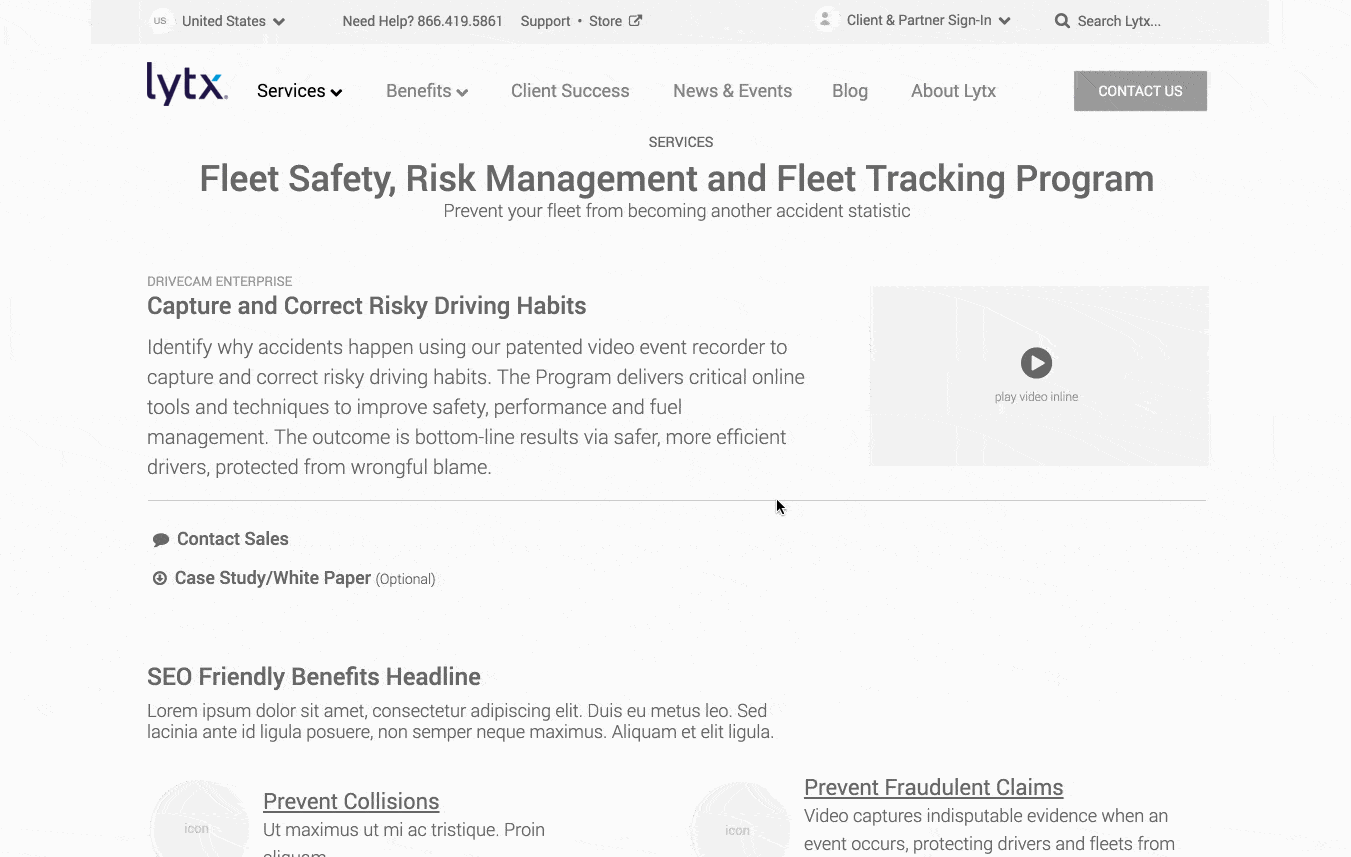 US United States Need Help? 866.419.5861 Support • Store Client & Partner Sign-In Search Lytx...
lytx. Services Benefits Client Success News & Events Blog About Lytx CONTACT US
SERVICES
Fleet Safety, Risk Management and Fleet Tracking Program
Prevent your fleet from becoming another accident statistic
DRIVECAM ENTERPRISE
Capture and Correct Risky Driving Habits
Identify why accidents happen using our patented video event recorder to
capture and correct risky driving habits. The Program delivers critical online
tools and techniques to improve safety, performance and fuel
management. The outcome is bottom-line results via safer, more efficient
drivers, protected from wrongful blame.
play video inline
Contact Sales
Case Study/White Paper (Optional)
SEO Friendly Benefits Headline
Lorem ipsum dolor sit amet, consectetur adipiscing elit. Duis eu metus leo. Sed
lacinia ante id ligula posuere, non semper neque maximus. Aliquam et elit ligula.
icon
Prevent Collisions
Ut maximus ut mi ac tristique. Proin
aliquam
icon
Prevent Fraudulent Claims
Video captures indisputable evidence when an
event occurs, protecting drivers and fleets from